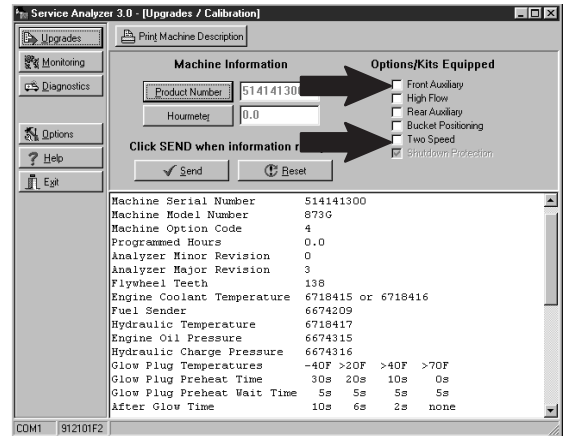 Service Analyzer 3.0 - [Upgrades / Calibration]
Upgrades
Print Machine Description
Monitoring
Diagnostics
Options
Help
Exit
Machine Information
Product Number 514141300
Hourmeter 0.0
Click SEND when information
Send
Reset
Options/Kits Equipped
Front Auxiliary
High Flow
Rear Auxiliary
Bucket Positioning
Two Speed
Shutdown Protection
Machine Serial Number 514141300
Machine Model Number 873G
Machine Option Code 4
Programmed Hours 0.0
Analyzer Minor Revision 0
Analyzer Major Revision 3
Flywheel Teeth 138
Engine Coolant Temperature 6718415 or 6718416
Fuel Sender 6674209
Hydraulic Temperature 6718417
Engine Oil Pressure 6674315
Hydraulic Charge Pressure 6674316
Glow Plug Temperatures -40F >20F >40F >70F
Glow Plug Preheat Time 30s 20s 10s 0s
Glow Plug Preheat Wait Time 5s 5s 5s 5s
After Glow Time 10s 6s 2s none
COM1 912101F2